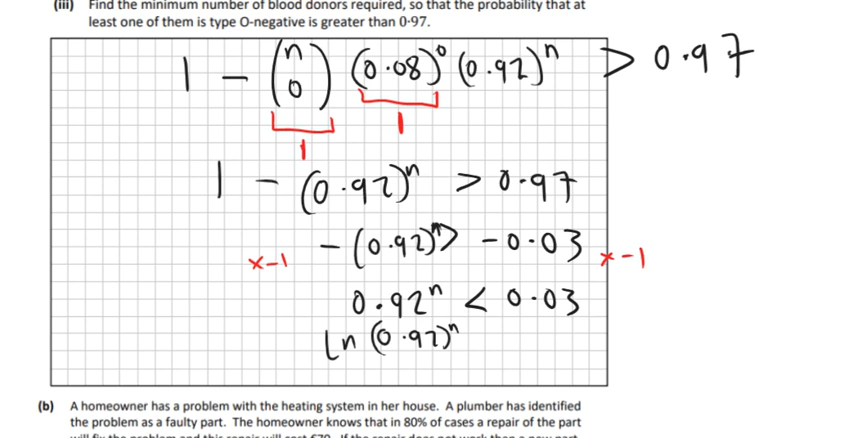 (iii) Find the minimum number of blood donors required, so that the probability that at
least one of them is type O-negative is greater than 0·97.
1 - (n 0) (0.08)⁰ (0.92)ⁿ > 0.97
1 1
1 - (0.92)ⁿ > 0.97
x-1 - (0.92)ⁿ > -0.03 x-1
0.92ⁿ < 0.03
ln (0.92)ⁿ
(b) A homeowner has a problem with the heating system in her house. A plumber has identified
the problem as a faulty part. The homeowner knows that in 80% of cases a repair of the part